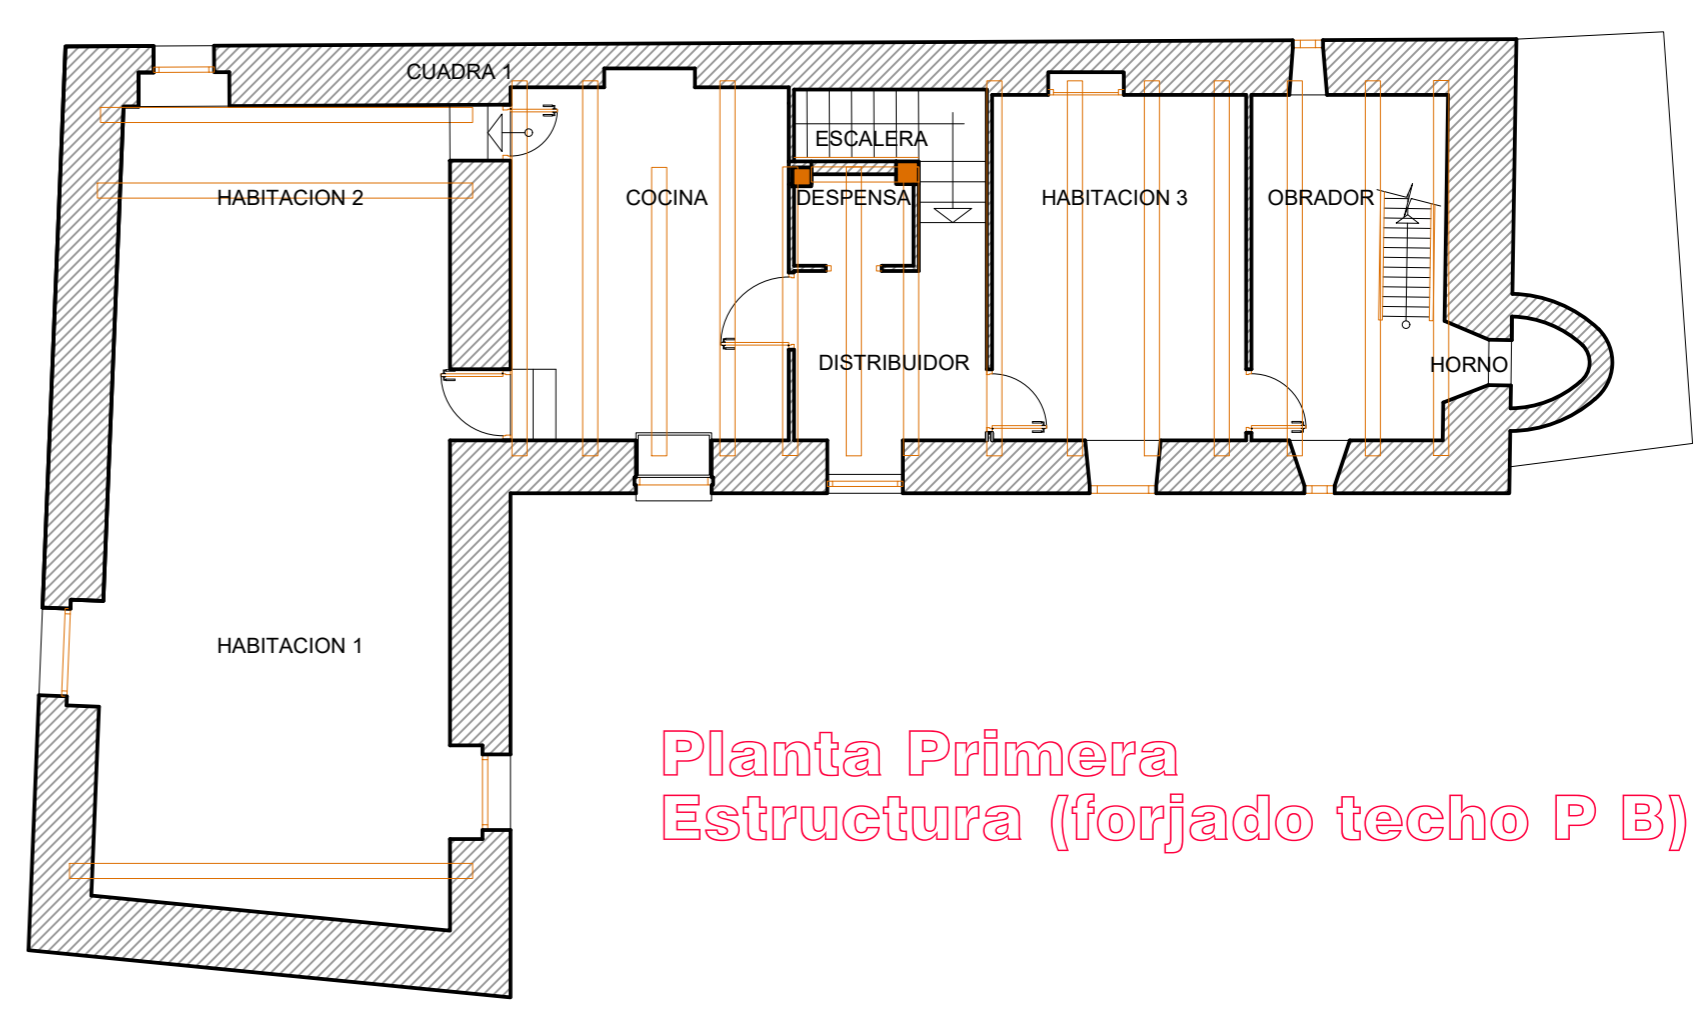 CUADRA 1
ESCALERA
HABITACION 2
COCINA
DESPENSA
HABITACION 3
OBRADOR
DISTRIBUIDOR
HORNO
HABITACION 1
Planta Primera
Estructura (forjado techo P B)